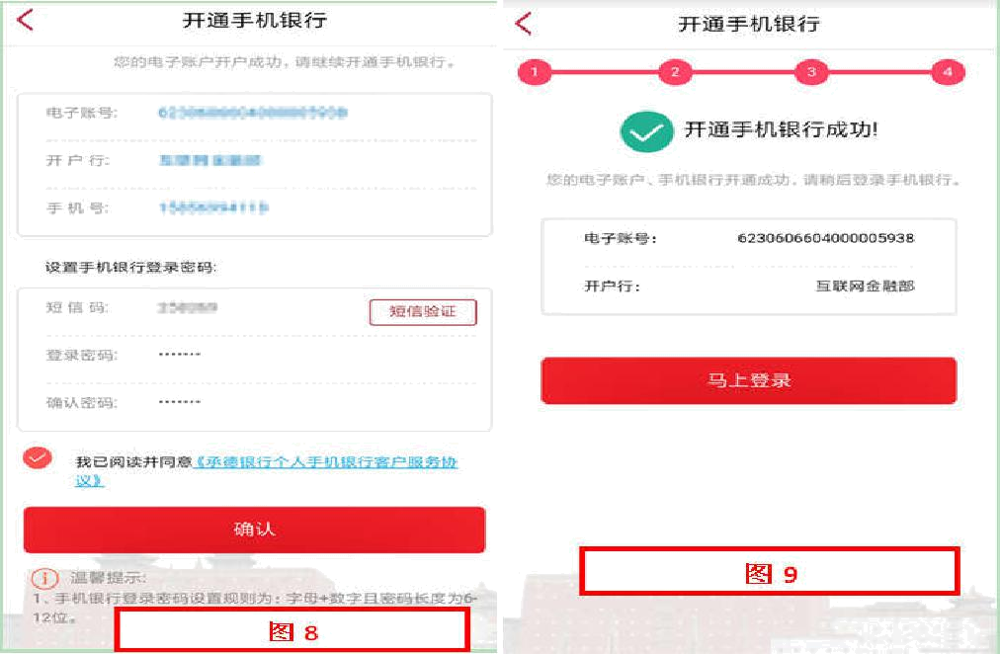 开通手机银行
您的电子账户开户成功，请继续开通手机银行。
电子账号:
开 户 行:
手 机 号:
设置手机银行登录密码:
短 信 码:
短信验证
登录密码: ·······
确认密码: ·······
我已阅读并同意《承德银行个人手机银行客户服务协
议》
确认
温馨提示:
1、手机银行登录密码设置规则为：字母+数字且密码长度为6-
12位。
图 8
开通手机银行
1 2 3 4
开通手机银行成功!
您的电子账户、手机银行开通成功，请稍后登录手机银行。
电子账号: 6230606604000005938
开户行: 互联网金融部
马上登录
图 9